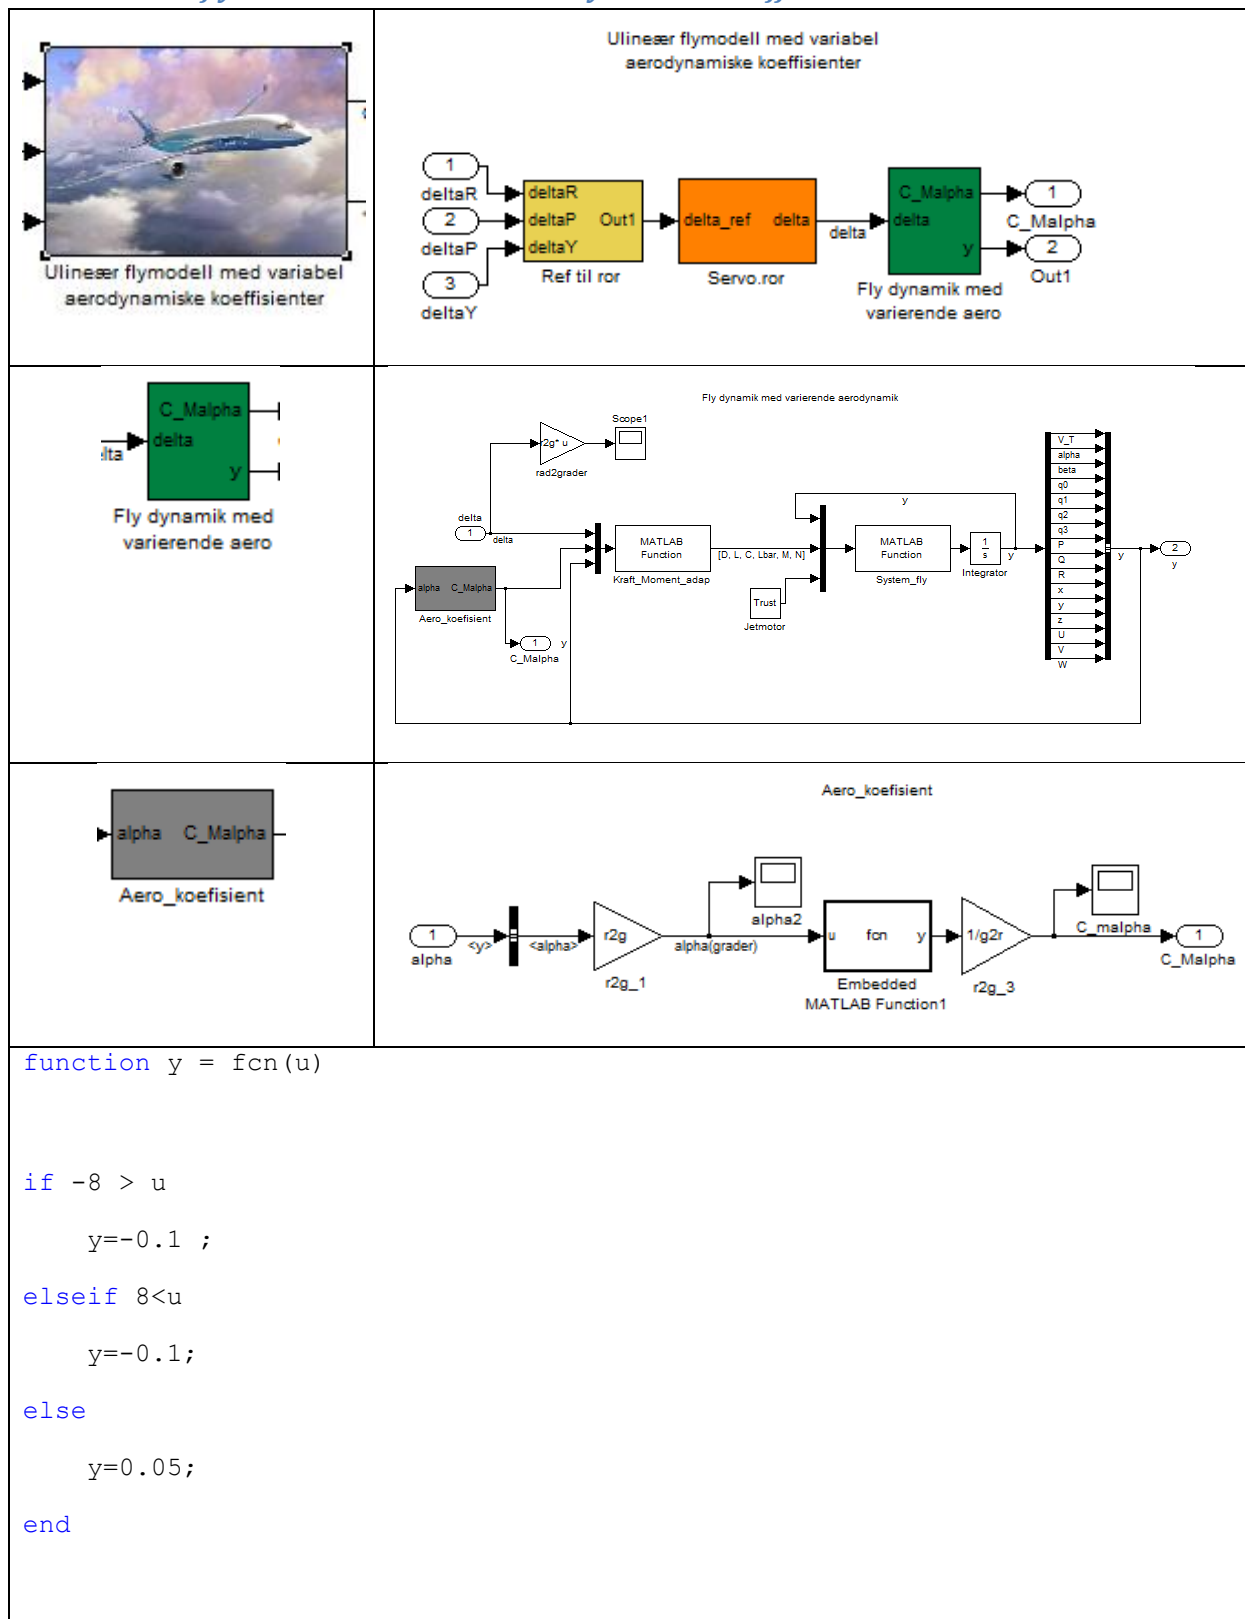 Ulineær flymodell med variabel
aerodynamiske koeffisienter
Ulineær flymodell med variabel
aerodynamiske koeffisienter
1
deltaR
2
deltaP
3
deltaY
deltaR
deltaP
deltaY
Out1
Ref til ror
delta_ref
delta
Servo.ror
delta
C_Malpha
delta
y
Fly dynamik med
varierende aero
1
C_Malpha
2
Out1
C_Malpha
delta
y
Fly dynamik med
varierende aero
Fly dynamik med varierende aerodynamik
Scope1
r2g* u
rad2grader
delta
1
delta
alpha
C_Malpha
Aero_koefisient
1
C_Malpha
y
MATLAB
Function
Kraft_Moment_adap
[D, L, C, Lbar, M, N]
Trust
Jetmotor
y
MATLAB
Function
System_fly
1
s
Integrator
y
V_T
alpha
beta
q0
q1
q2
q3
P
Q
R
x
y
z
U
V
W
y
2
y
alpha
C_Malpha
Aero_koefisient
Aero_koefisient
1
alpha
<y>
<alpha>
r2g
r2g_1
alpha(grader)
alpha2
u
fcn
y
Embedded
MATLAB Function1
1/g2r
r2g_3
C_malpha
1
C_Malpha
function y = fcn(u)
if -8 > u
y=-0.1 ;
elseif 8<u
y=-0.1;
else
y=0.05;
end